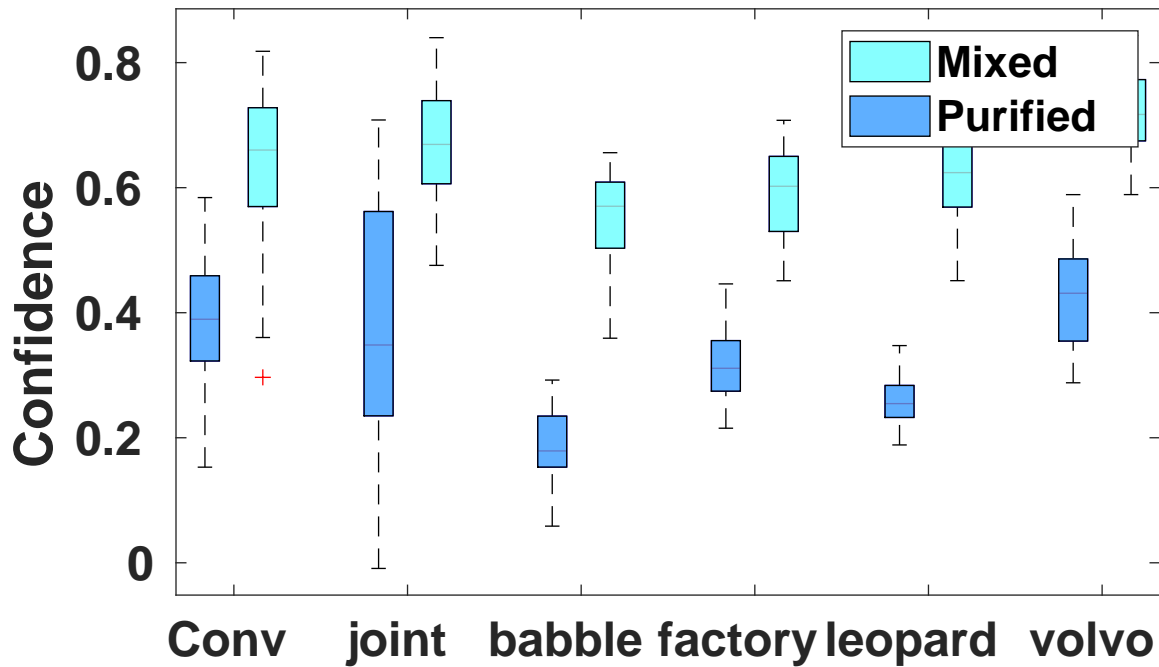 Mixed
Purified
Confidence
0.8
0.6
0.4
0.2
0
Conv joint babble factory leopard volvo